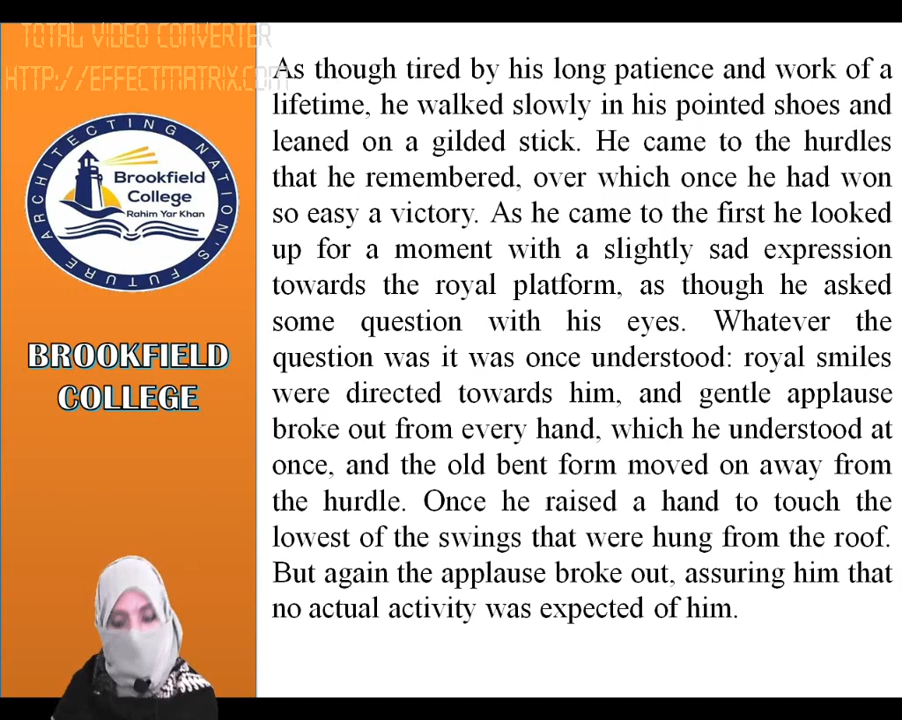 TOTAL VIDEO CONVERTER
HTTP://EFFECTMATRIX.COM
ARCHITECTING NATION'S FUTURE
Brookfield
College
Rahim Yar Khan
BROOKFIELD
COLLEGE
As though tired by his long patience and work of a
lifetime, he walked slowly in his pointed shoes and
leaned on a gilded stick. He came to the hurdles
that he remembered, over which once he had won
so easy a victory. As he came to the first he looked
up for a moment with a slightly sad expression
towards the royal platform, as though he asked
some question with his eyes. Whatever the
question was it was once understood: royal smiles
were directed towards him, and gentle applause
broke out from every hand, which he understood at
once, and the old bent form moved on away from
the hurdle. Once he raised a hand to touch the
lowest of the swings that were hung from the roof.
But again the applause broke out, assuring him that
no actual activity was expected of him.